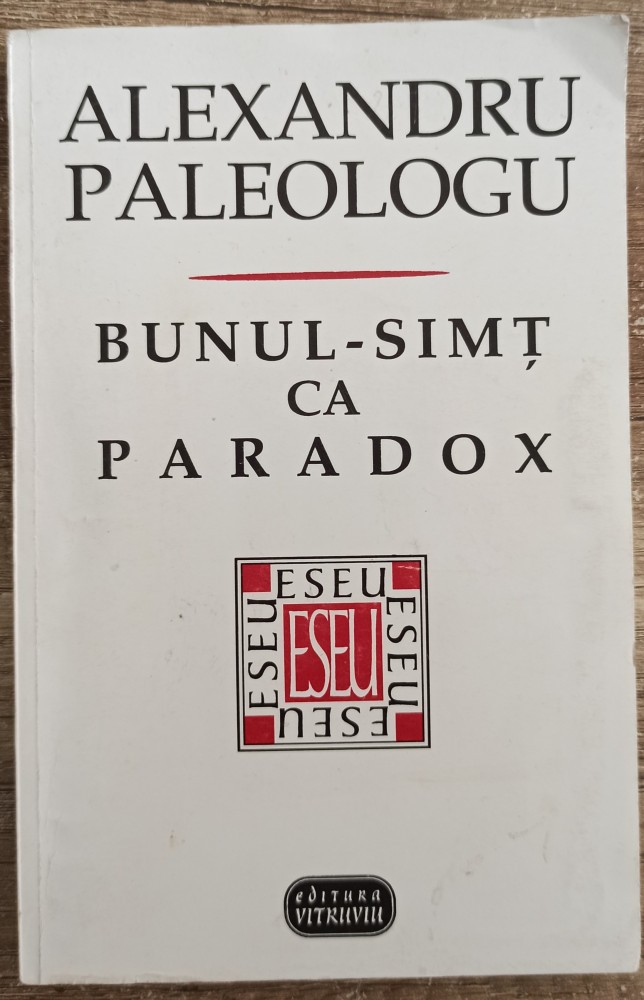 ALEXANDRU
PALEOLOGU
BUNUL-SIMȚ
CA
PARADOX
ESEU
ESEU
ESEU
ESEU
ESEU
editura
VITRUVIU